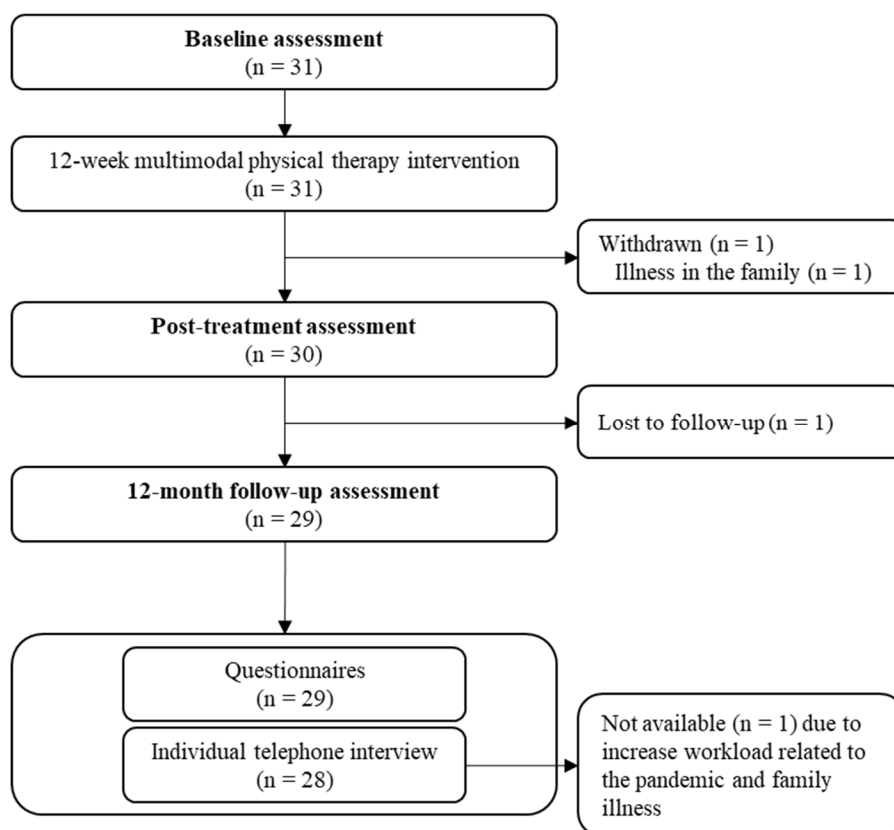 Baseline assessment
(n = 31)
12-week multimodal physical therapy intervention
(n = 31)
Withdrawn (n = 1)
Illness in the family (n = 1)
Post-treatment assessment
(n = 30)
Lost to follow-up (n = 1)
12-month follow-up assessment
(n = 29)
Questionnaires
(n = 29)
Individual telephone interview
(n = 28)
Not available (n = 1) due to
increase workload related to
the pandemic and family
illness